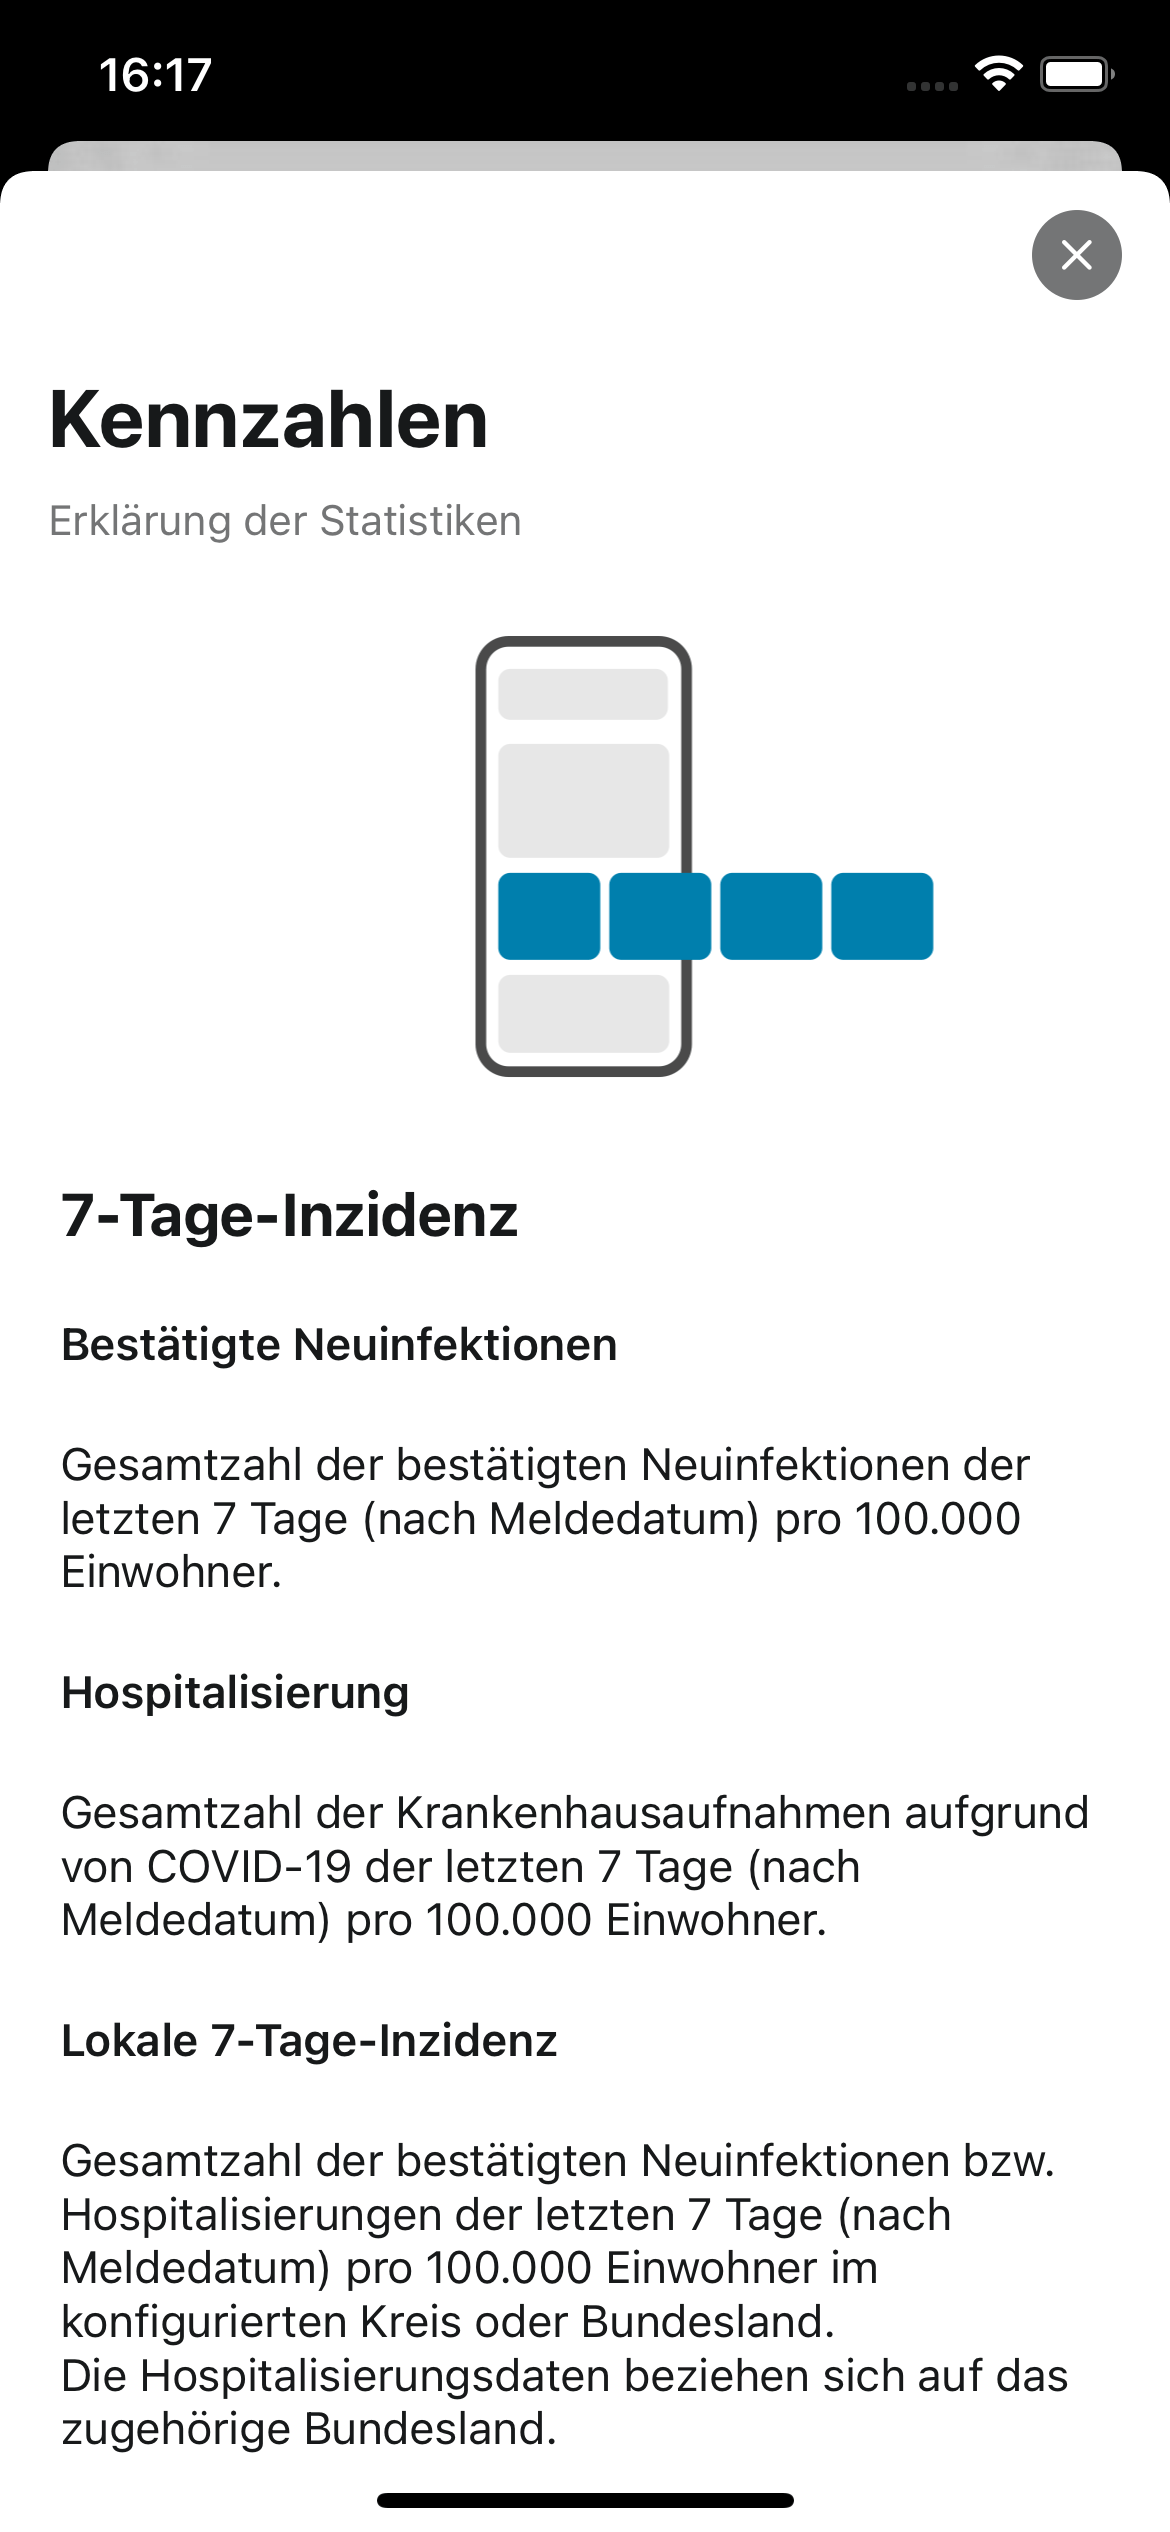 16:17
Kennzahlen
Erklärung der Statistiken
7-Tage-Inzidenz
Bestätigte Neuinfektionen
Gesamtzahl der bestätigten Neuinfektionen der
letzten 7 Tage (nach Meldedatum) pro 100.000
Einwohner.
Hospitalisierung
Gesamtzahl der Krankenhausaufnahmen aufgrund
von COVID-19 der letzten 7 Tage (nach
Meldedatum) pro 100.000 Einwohner.
Lokale 7-Tage-Inzidenz
Gesamtzahl der bestätigten Neuinfektionen bzw.
Hospitalisierungen der letzten 7 Tage (nach
Meldedatum) pro 100.000 Einwohner im
konfigurierten Kreis oder Bundesland.
Die Hospitalisierungsdaten beziehen sich auf das
zugehörige Bundesland.